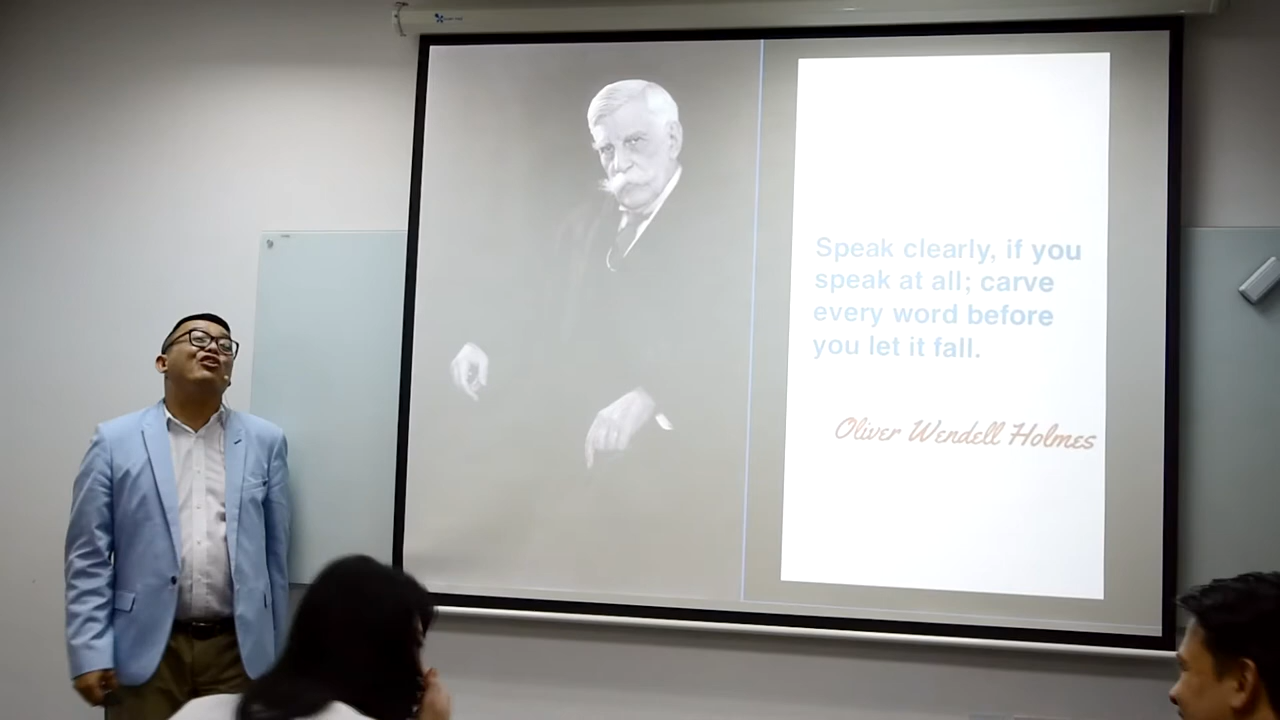 Speak clearly, if you
speak at all; carve
every word before
you let it fall.
Oliver Wendell Holmes